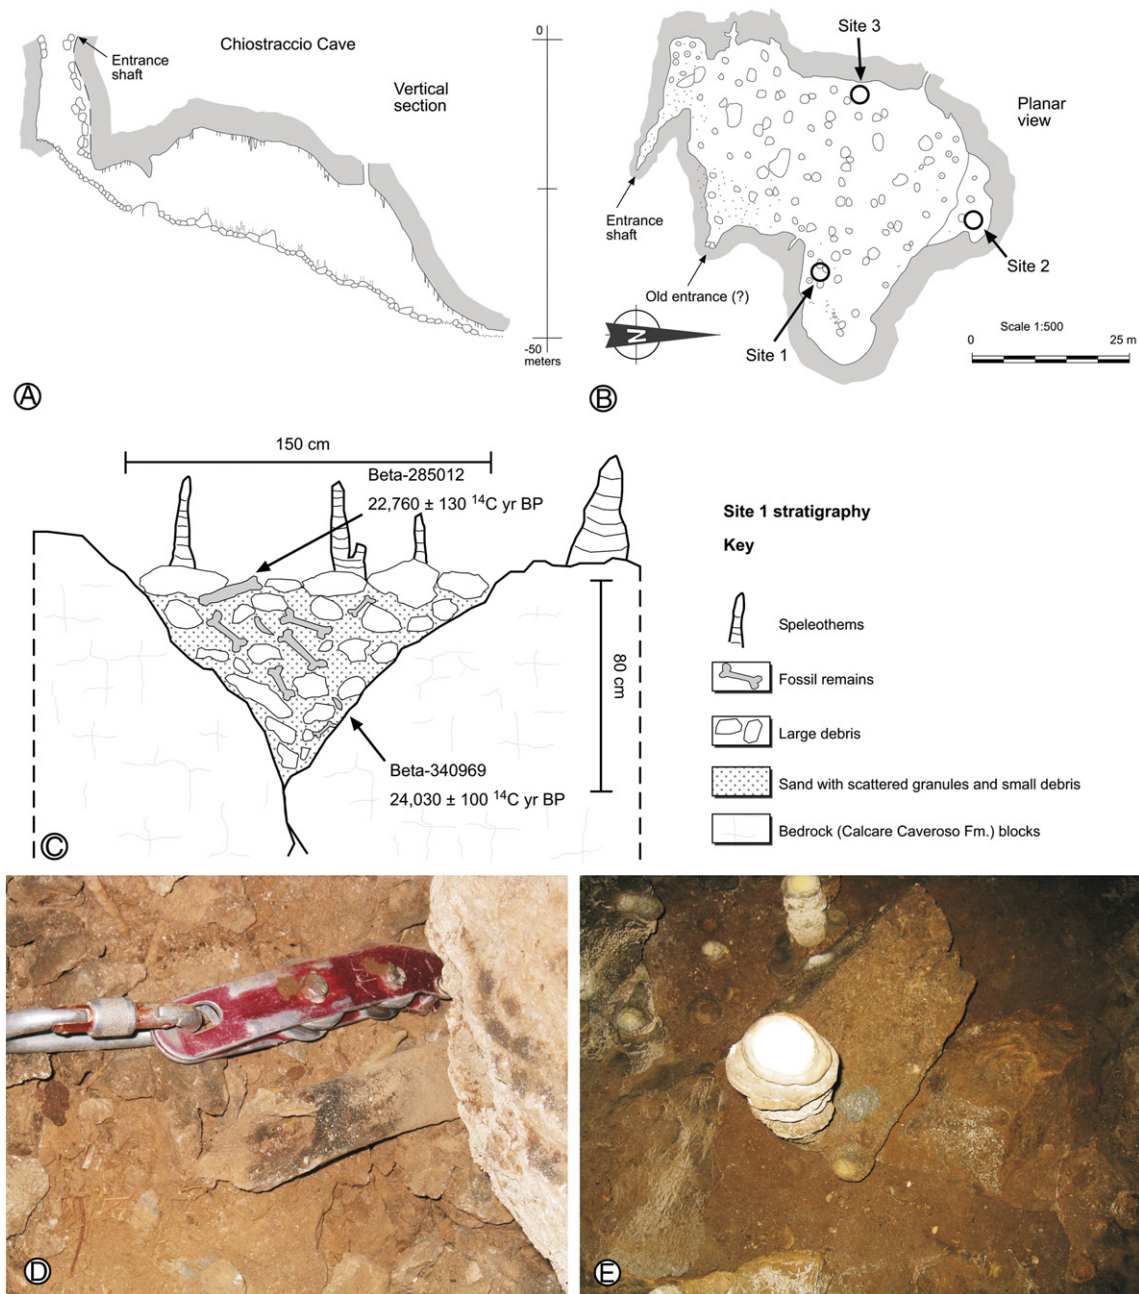 Chiostraccio Cave
Entrance
shaft
Vertical
section
0
-50
meters
A
Site 3
Planar
view
Entrance
shaft
Site 2
Old entrance (?)
N
Site 1
Scale 1:500
0
25 m
B
150 cm
Beta-285012
22,760 ± 130 ¹⁴C yr BP
80 cm
Beta-340969
24,030 ± 100 ¹⁴C yr BP
C
Site 1 stratigraphy
Key
Speleothems
Fossil remains
Large debris
Sand with scattered granules and small debris
Bedrock (Calcare Caveroso Fm.) blocks
D
E